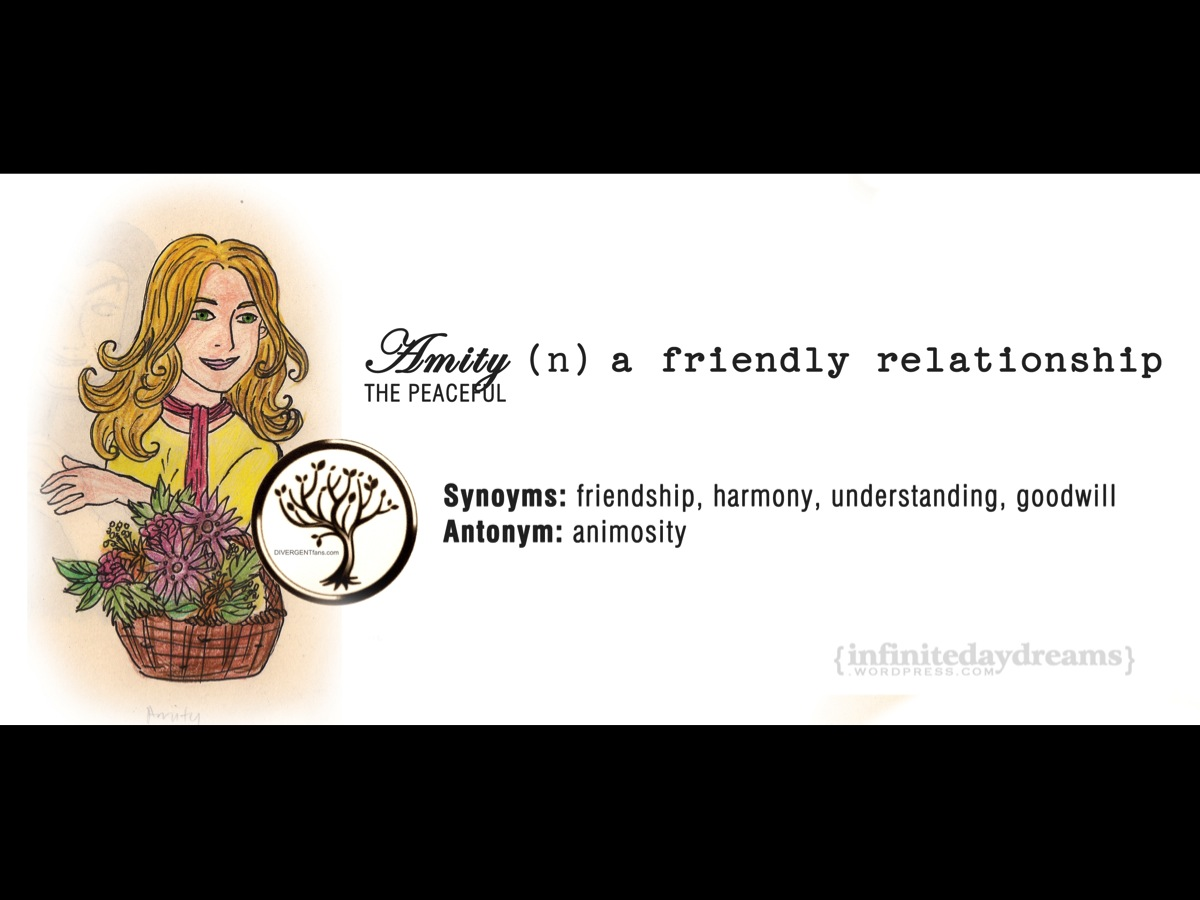 Amity (n) a friendly relationship
THE PEACEFUL
Synoyms: friendship, harmony, understanding, goodwill
Antonym: animosity
DIVERGENTfans.com
{infinitedaydreams}
.WORDPRESS.COM
Amity